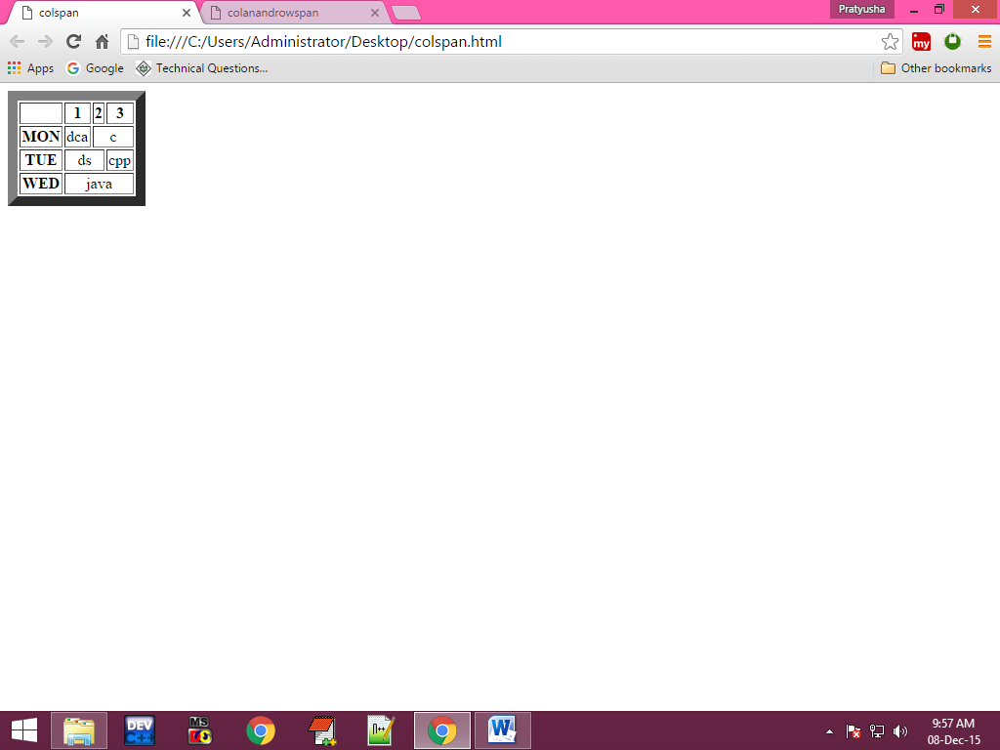 Pratyusha
colspan
colanandrowspan
file:///C:/Users/Administrator/Desktop/colspan.html
my
Apps Google Technical Questions... Other bookmarks
1 2 3
MON dca c
TUE ds cpp
WED java
DEV
C++
MS
9:57 AM
08-Dec-15